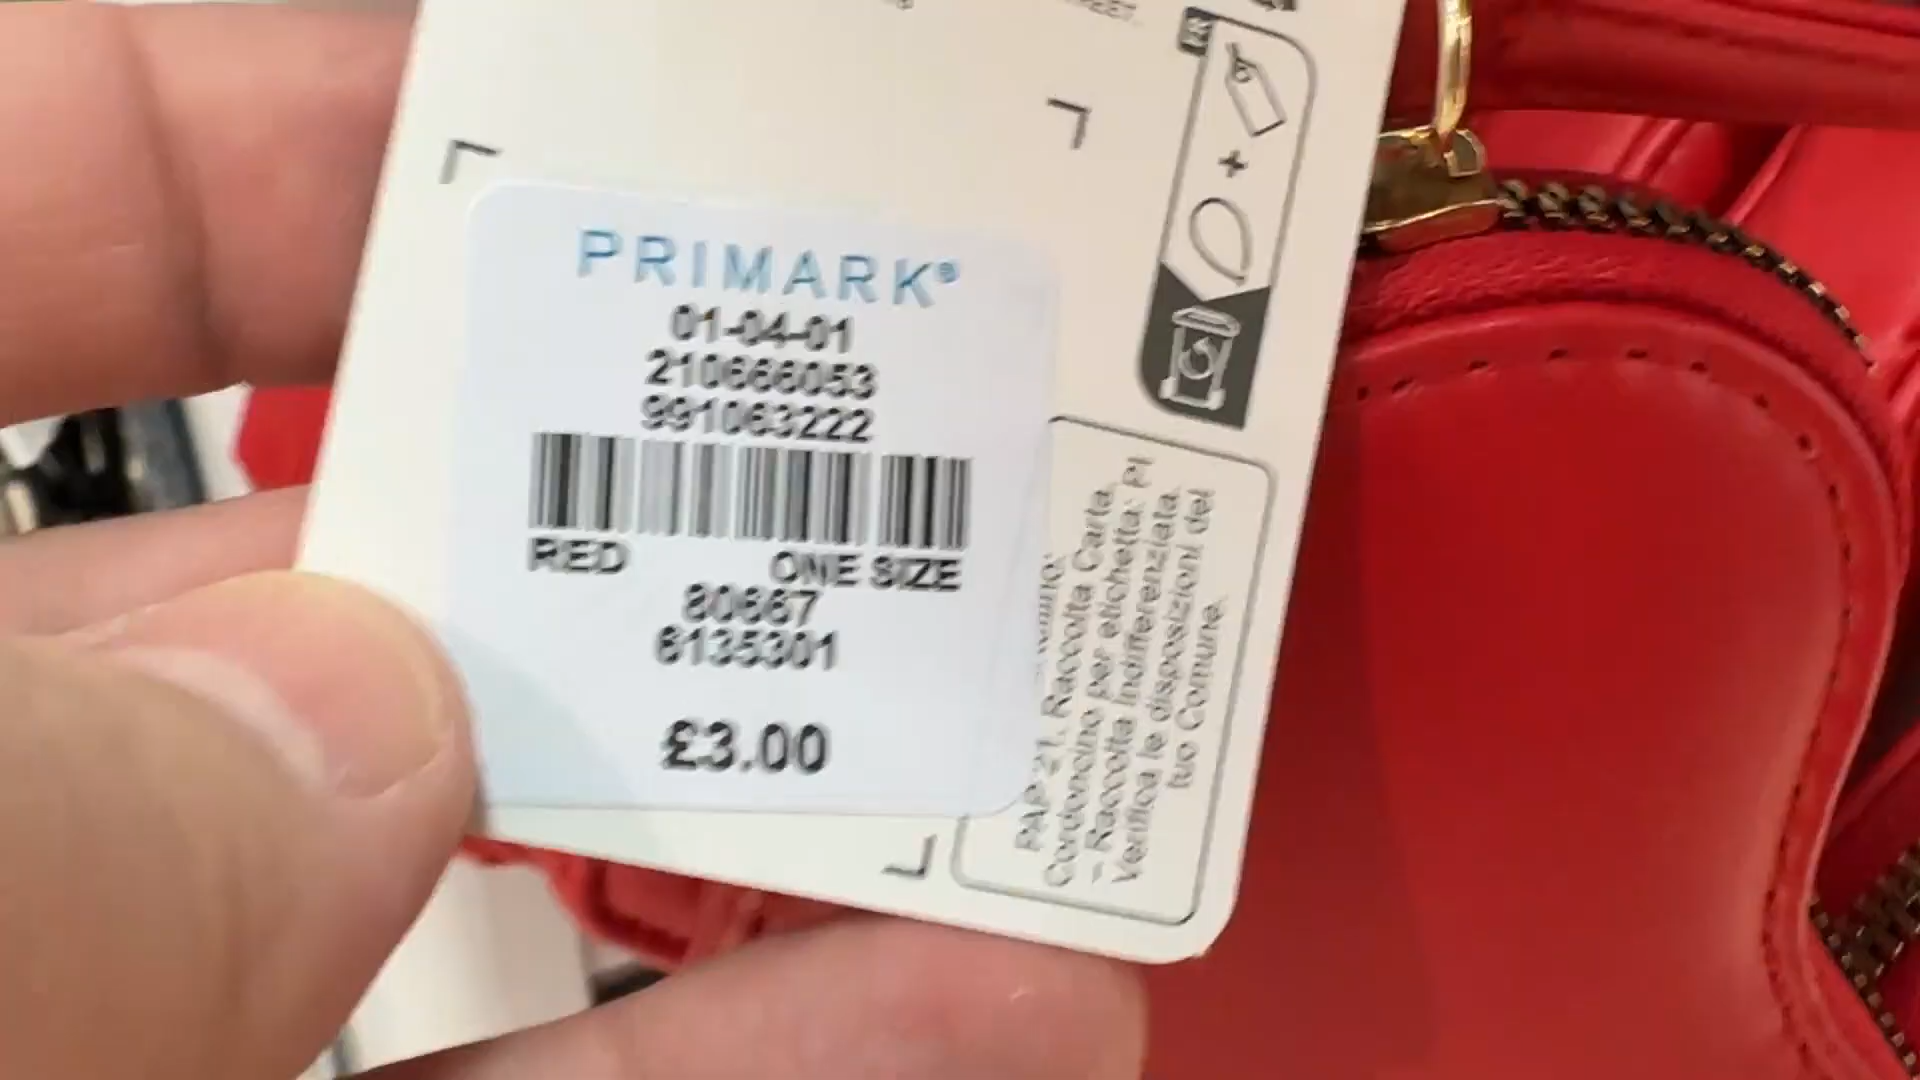 PRIMARK®
01-04-01
210666053
991063222
RED ONE SIZE
80667
6135301
£3.00
FR
+
PAP 21. Raccolta Carta.
Cordoncino per etichetta: PI
- Raccolta Indifferenziata.
Verifica le disposizioni del
tuo Comune.